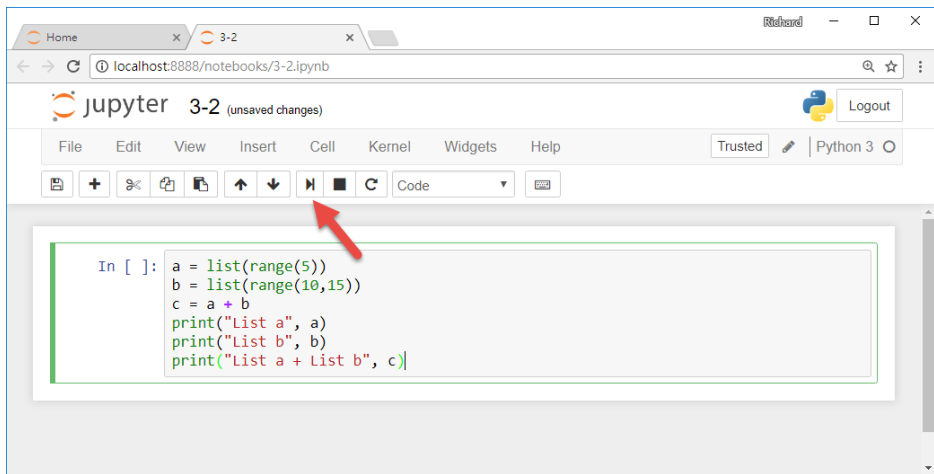 Richard
Home
3-2
localhost:8888/notebooks/3-2.ipynb
jupyter 3-2 (unsaved changes)
Logout
File Edit View Insert Cell Kernel Widgets Help
Trusted Python 3
Code
In [ ]: a = list(range(5))
b = list(range(10,15))
c = a + b
print("List a", a)
print("List b", b)
print("List a + List b", c)